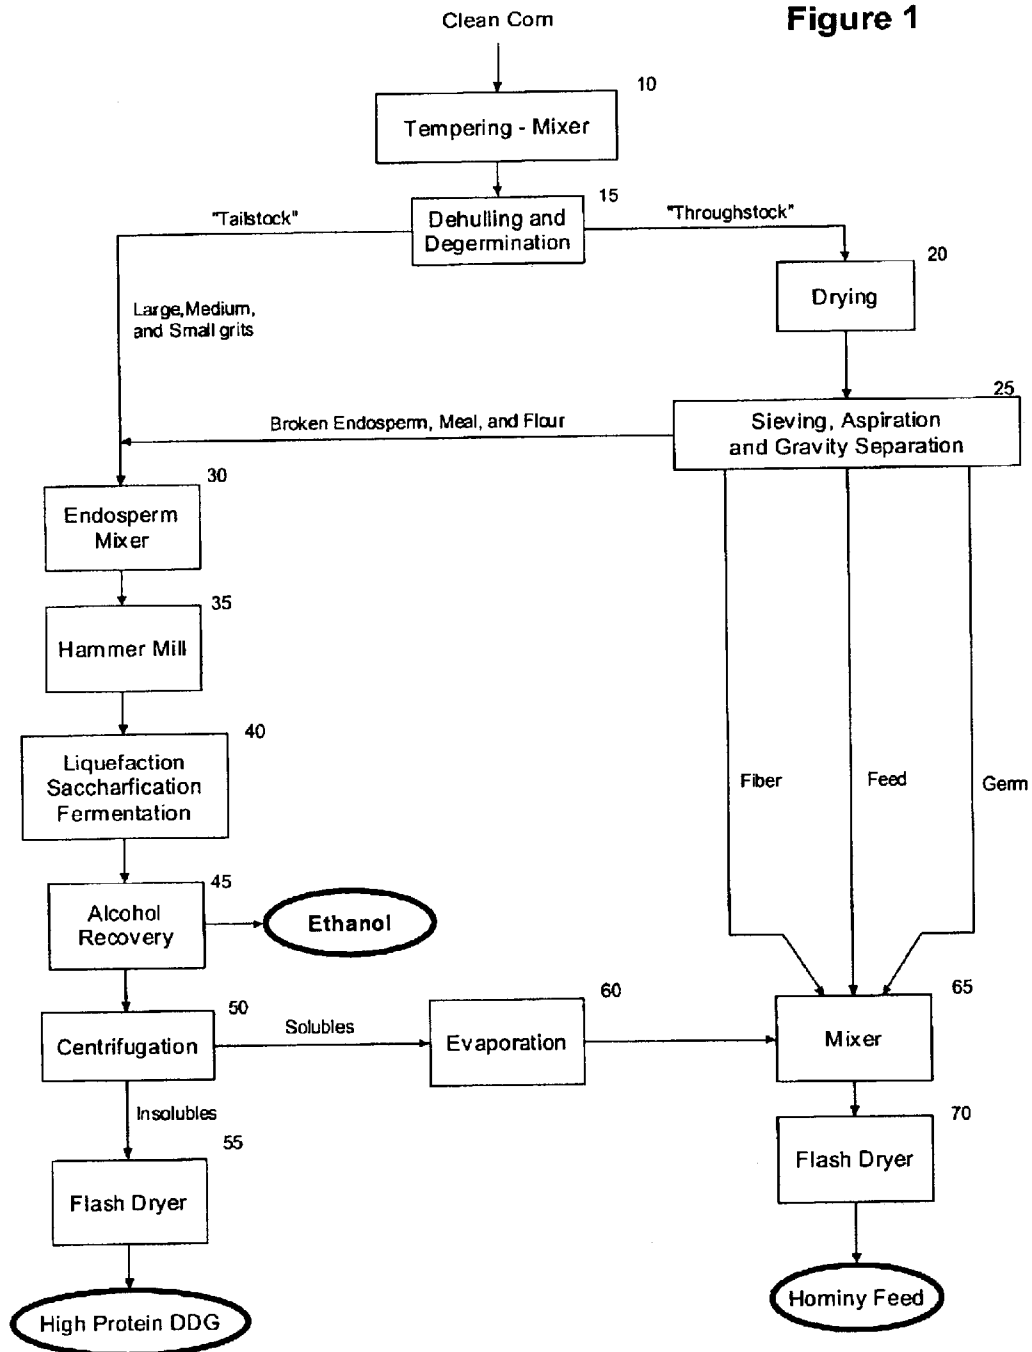 Figure 1
Clean Corn
10
Tempering - Mixer
15
Dehulling and
Degermination
"Tailstock"
"Throughstock"
20
Drying
Large,Medium,
and Small grits
25
Sieving, Aspiration
and Gravity Separation
Broken Endosperm, Meal, and Flour
30
Endosperm
Mixer
35
Hammer Mill
40
Liquefaction
Saccharfication
Fermentation
Fiber
Feed
Germ
45
Alcohol
Recovery
Ethanol
50
Centrifugation
Solubles
60
Evaporation
65
Mixer
Insolubles
55
Flash Dryer
70
Flash Dryer
High Protein DDG
Hominy Feed